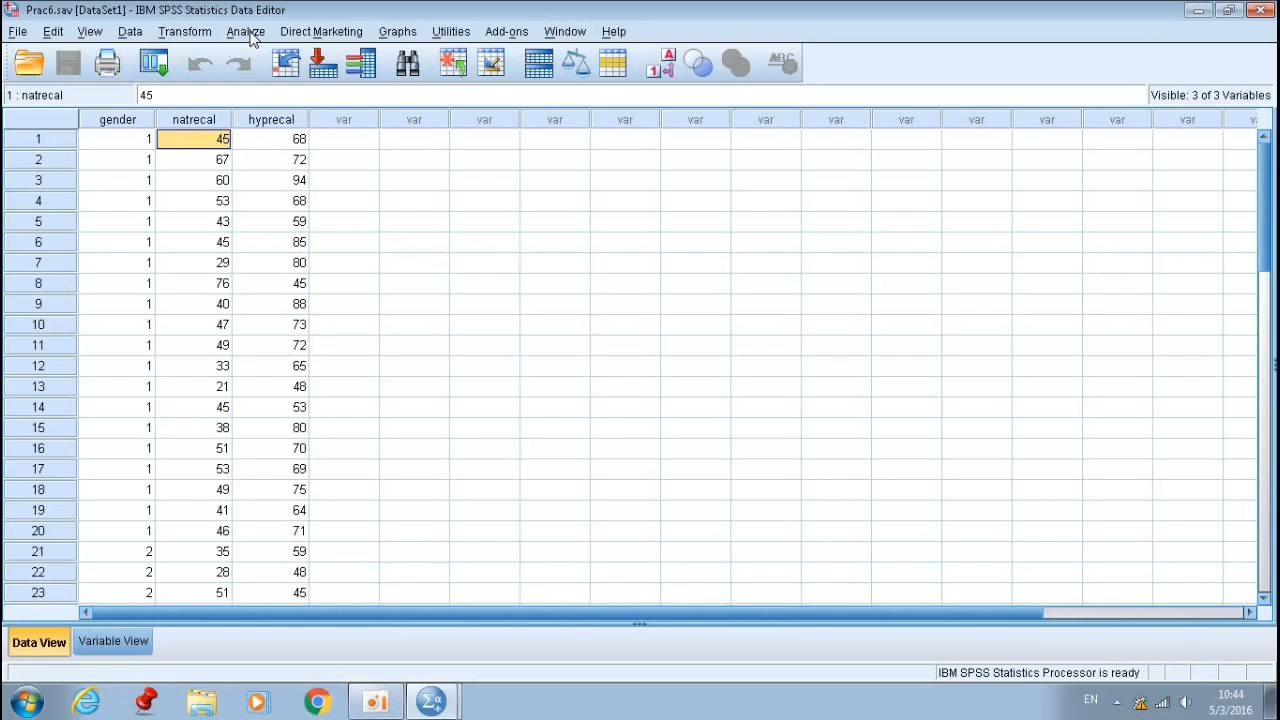 Prac6.sav [DataSet1] - IBM SPSS Statistics Data Editor
File Edit View Data Transform Analyze Direct Marketing Graphs Utilities Add-ons Window Help
A
1
ABC
1 : natrecal 45 Visible: 3 of 3 Variables
gender natrecal hyprecal var var var var var var var var var var var var var
1 1 45 68
2 1 67 72
3 1 60 94
4 1 53 68
5 1 43 59
6 1 45 85
7 1 29 80
8 1 76 45
9 1 40 88
10 1 47 73
11 1 49 72
12 1 33 65
13 1 21 48
14 1 45 53
15 1 38 80
16 1 51 70
17 1 53 69
18 1 49 75
19 1 41 64
20 1 46 71
21 2 35 59
22 2 28 48
23 2 51 45
Data View Variable View
IBM SPSS Statistics Processor is ready
EN 10:44
5/3/2016